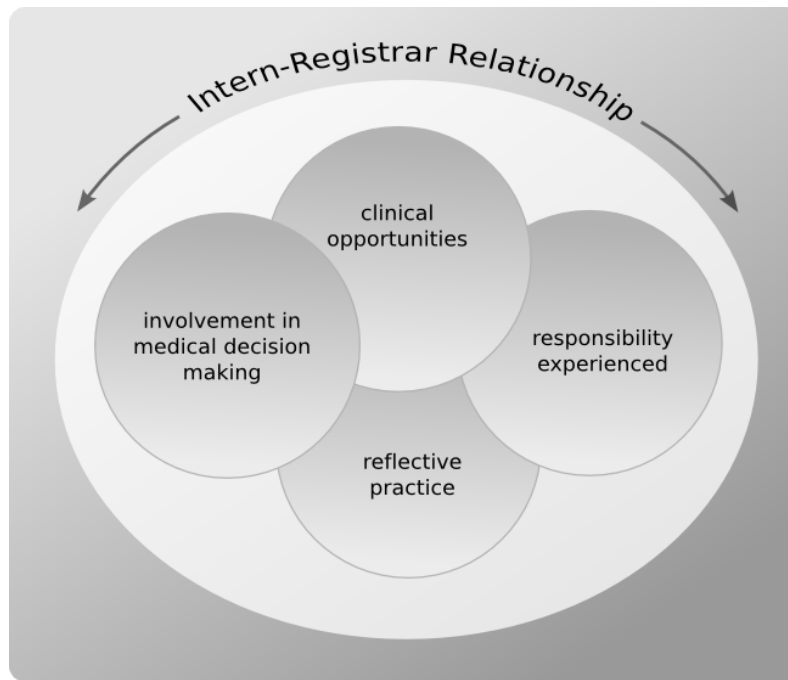 Intern-Registrar Relationship
clinical
opportunities
involvement in
medical decision
making
responsibility
experienced
reflective
practice